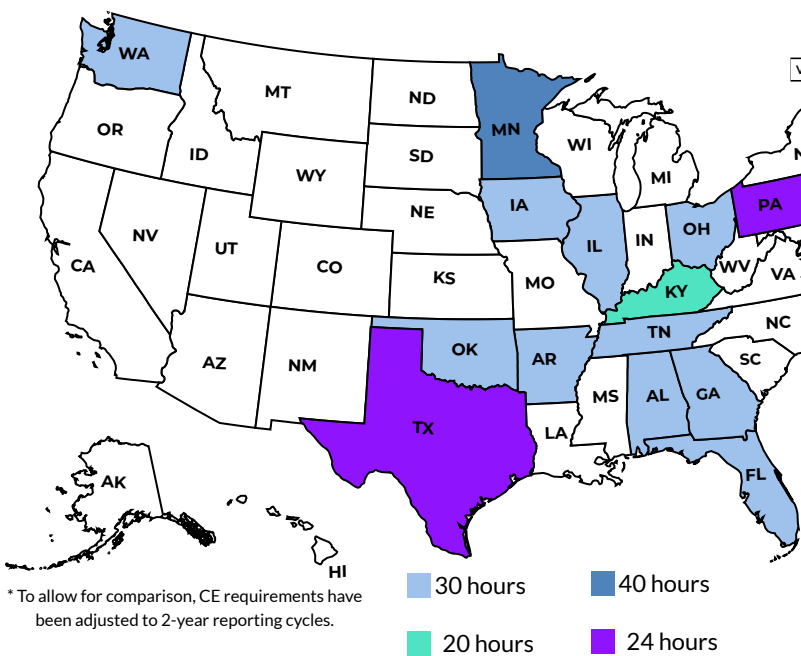 WA
MT
ND
MN
OR
ID
SD
WI
MI
WY
NE
IA
PA
NV
UT
CO
IL
IN
OH
CA
KS
MO
WV
VA
KY
NC
AZ
NM
OK
AR
TN
SC
TX
LA
MS
AL
GA
AK
FL
HI
* To allow for comparison, CE requirements have
been adjusted to 2-year reporting cycles.
30 hours
40 hours
20 hours
24 hours